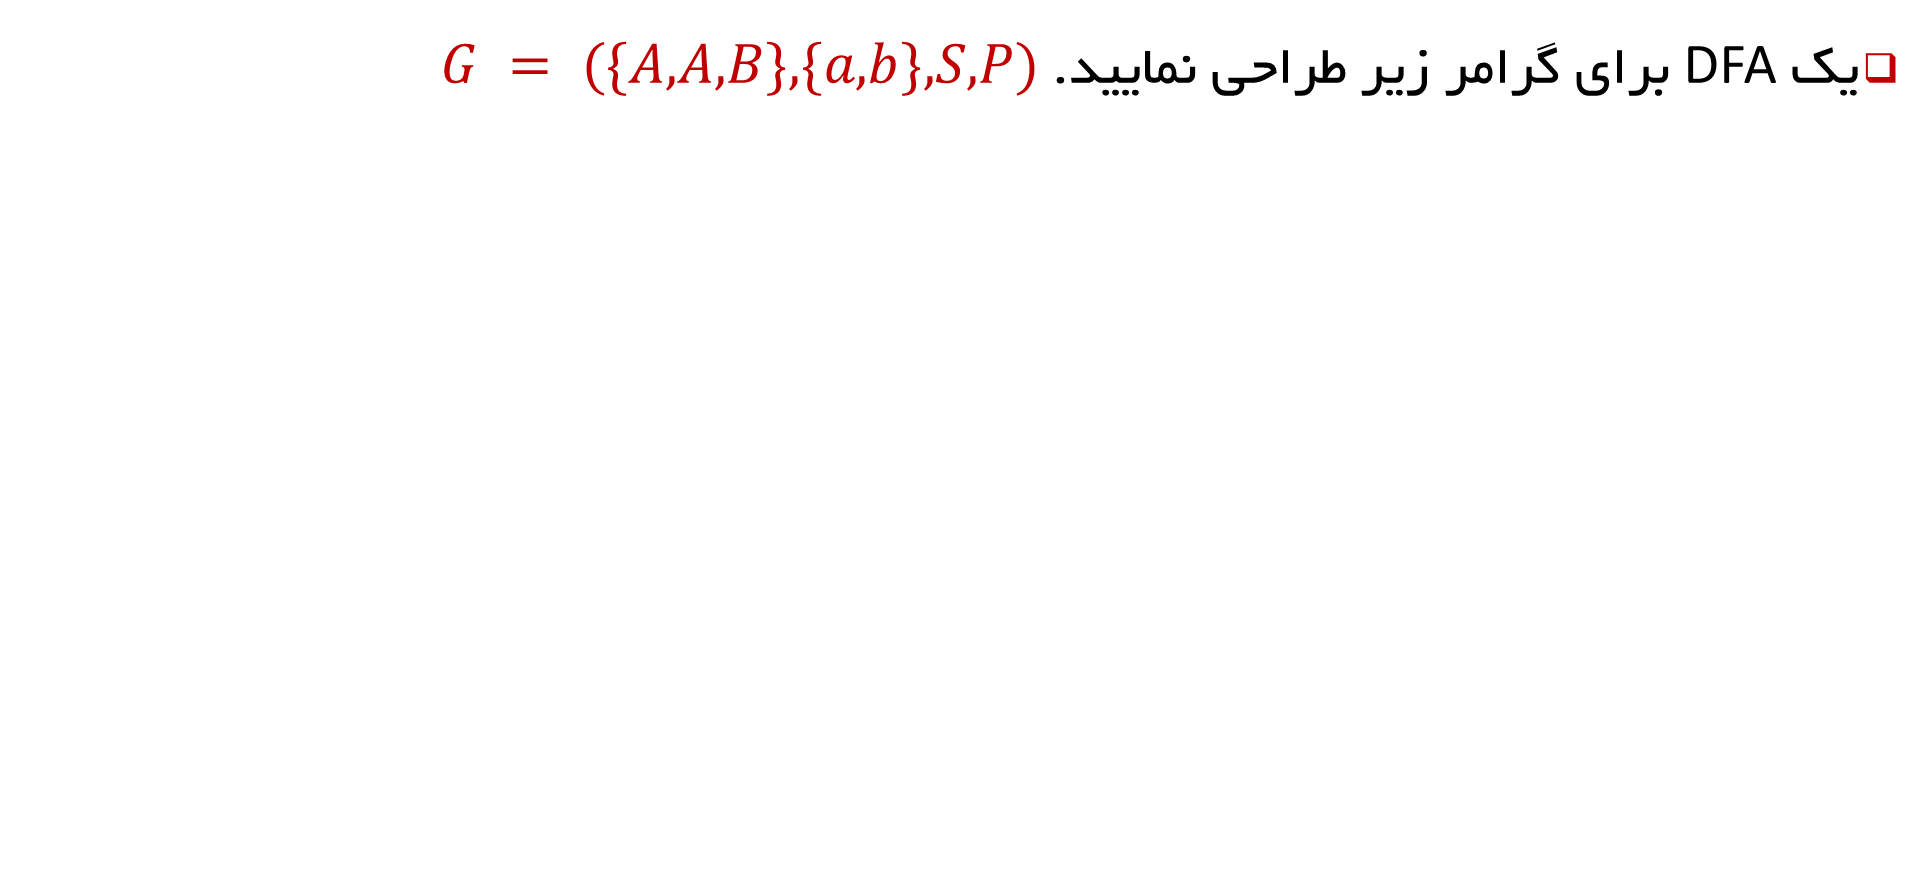 ❑یک DFA برای گرامر زیر طراحی نمایید. G = ({A,A,B},{a,b},S,P)